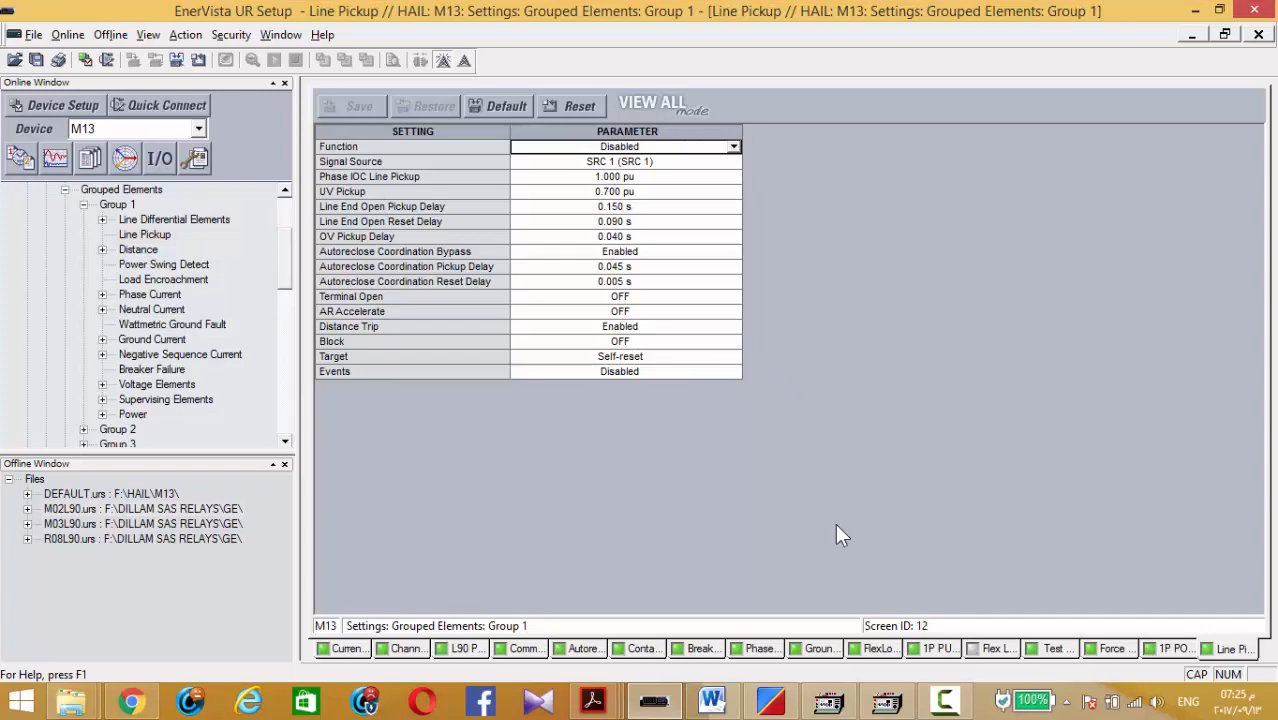 EnerVista UR Setup - Line Pickup // HAIL: M13: Settings: Grouped Elements: Group 1 - [Line Pickup // HAIL: M13: Settings: Grouped Elements: Group 1]
File Online Offline View Action Security Window Help
Online Window
Device Setup Quick Connect
Device M13
I/O
Grouped Elements
Group 1
Line Differential Elements
Line Pickup
Distance
Power Swing Detect
Load Encroachment
Phase Current
Neutral Current
Wattmetric Ground Fault
Ground Current
Negative Sequence Current
Breaker Failure
Voltage Elements
Supervising Elements
Power
Group 2
Group 3
Offline Window
Files
DEFAULT.urs : F:\HAIL\M13\
M02L90.urs : F:\DILLAM SAS RELAYS\GE\
M03L90.urs : F:\DILLAM SAS RELAYS\GE\
R08L90.urs : F:\DILLAM SAS RELAYS\GE\
Save Restore Default Reset VIEW ALL mode
SETTING PARAMETER
Function Disabled
Signal Source SRC 1 (SRC 1)
Phase IOC Line Pickup 1.000 pu
UV Pickup 0.700 pu
Line End Open Pickup Delay 0.150 s
Line End Open Reset Delay 0.090 s
OV Pickup Delay 0.040 s
Autoreclose Coordination Bypass Enabled
Autoreclose Coordination Pickup Delay 0.045 s
Autoreclose Coordination Reset Delay 0.005 s
Terminal Open OFF
AR Accelerate OFF
Distance Trip Enabled
Block OFF
Target Self-reset
Events Disabled
M13 Settings: Grouped Elements: Group 1 Screen ID: 12
Curren... Chann... L90 P... Comm... Autore... Conta... Break... Phase... Groun... FlexLo... 1P PU... Flex L... Test ... Force ... 1P PO... Line Pi...
For Help, press F1 CAP NUM
100% ENG
07:25 م
٢٠١٧/٠٩/١٣